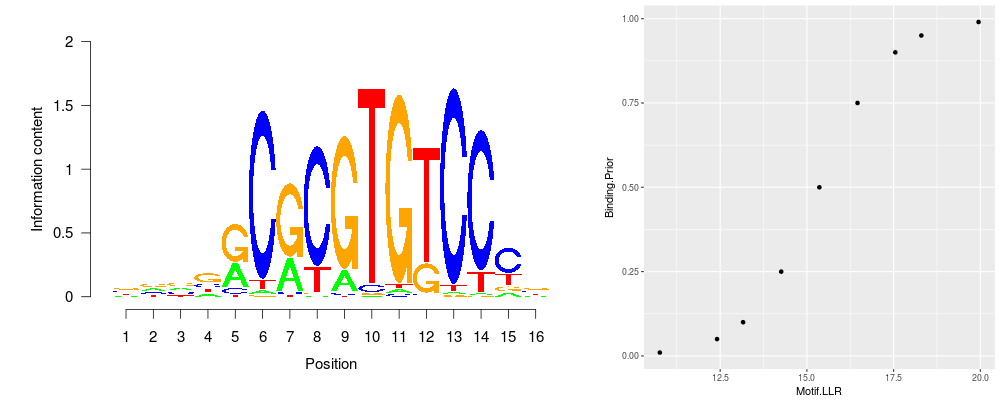 2
1.5
1
0.5
0
Information content
1 2 3 4 5 6 7 8 9 10 11 12 13 14 15 16
Position
G
A
C
T
G
A
C
T
G
A
T
C
G
T
G
C
T
C
T
C
T
1.00
0.75
0.50
0.25
0.00
Binding.Prior
12.5 15.0 17.5 20.0
Motif.LLR